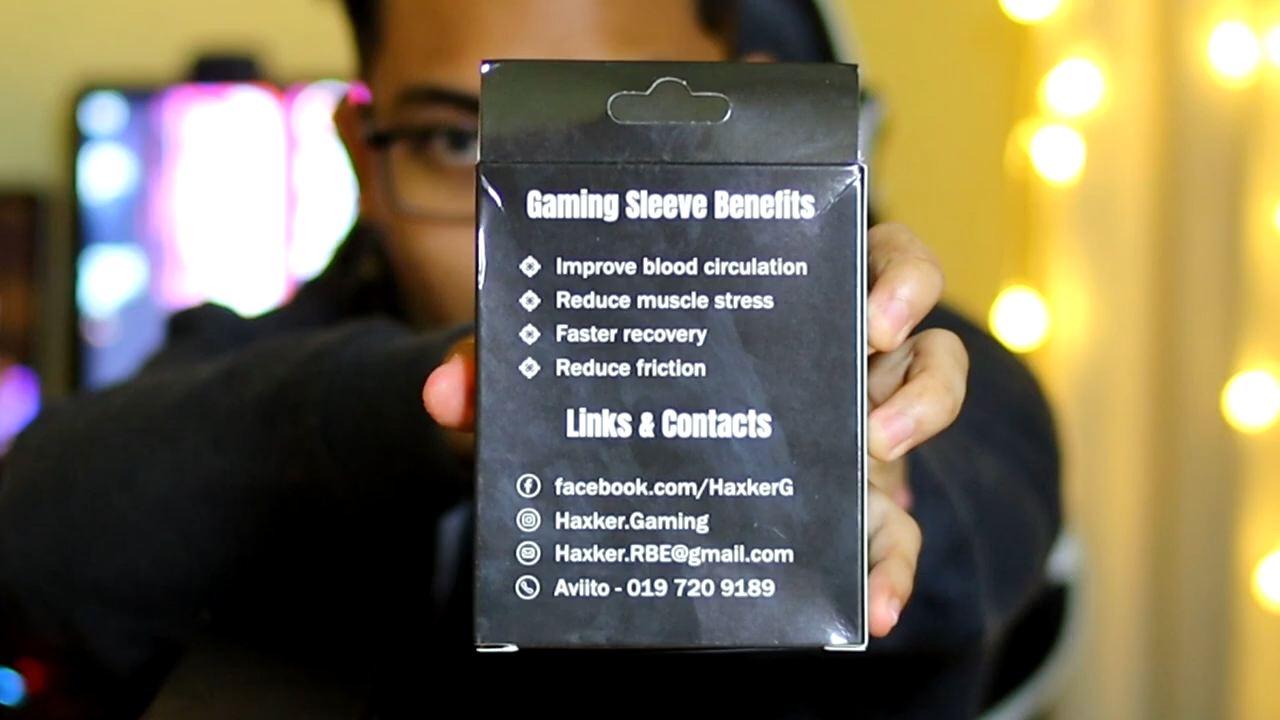 Gaming Sleeve Benefits
Improve blood circulation
Reduce muscle stress
Faster recovery
Reduce friction
Links & Contacts
facebook.com/HaxkerG
Haxker.Gaming
Haxker.RBE@gmail.com
Aviito - 019 720 9189